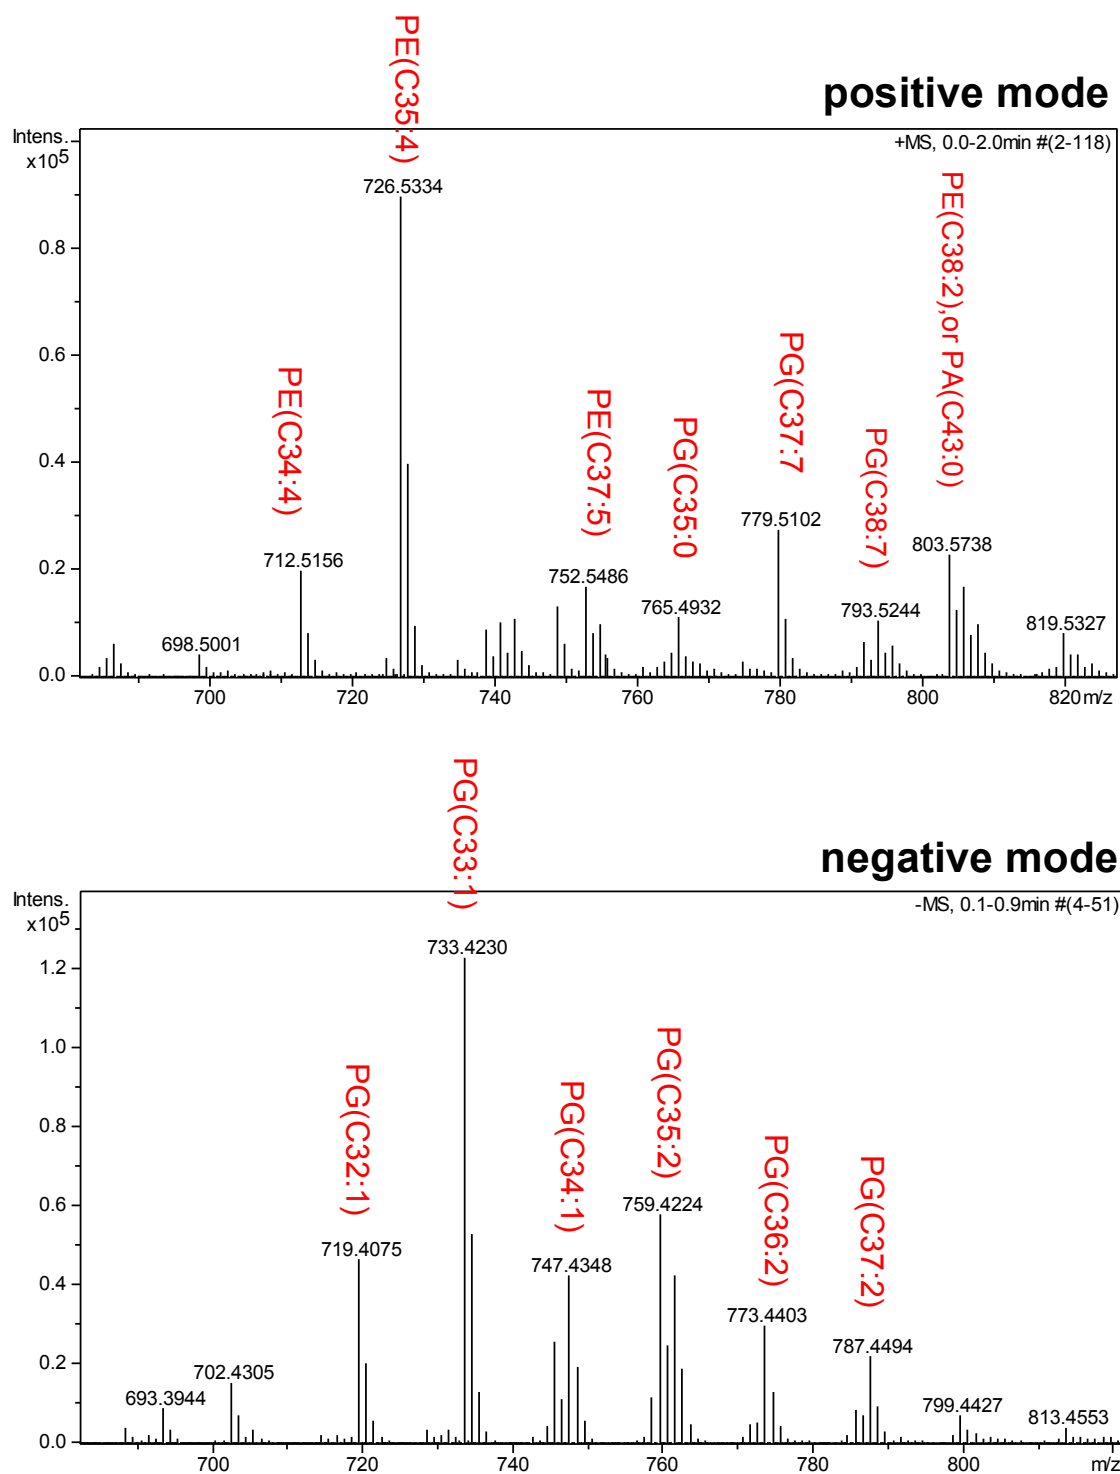 positive mode
Intens.
x10⁵
+MS, 0.0-2.0min #(2-118)
PE(C35:4)
726.5334
PE(C38:2),or PA(C43:0)
PG(C37:7
PE(C34:4)
PE(C37:5)
PG(C35:0
PG(C38:7)
779.5102
803.5738
712.5156
752.5486
765.4932
793.5244
698.5001
819.5327
0.8
0.6
0.4
0.2
0.0
700 720 740 760 780 800 820 m/z
negative mode
Intens.
x10⁵
-MS, 0.1-0.9min #(4-51)
PG(C33:1)
733.4230
PG(C32:1)
PG(C34:1)
PG(C35:2)
PG(C36:2)
PG(C37:2)
759.4224
719.4075
747.4348
773.4403
787.4494
702.4305
693.3944
799.4427
813.4553
1.2
1.0
0.8
0.6
0.4
0.2
0.0
700 720 740 760 780 m/z